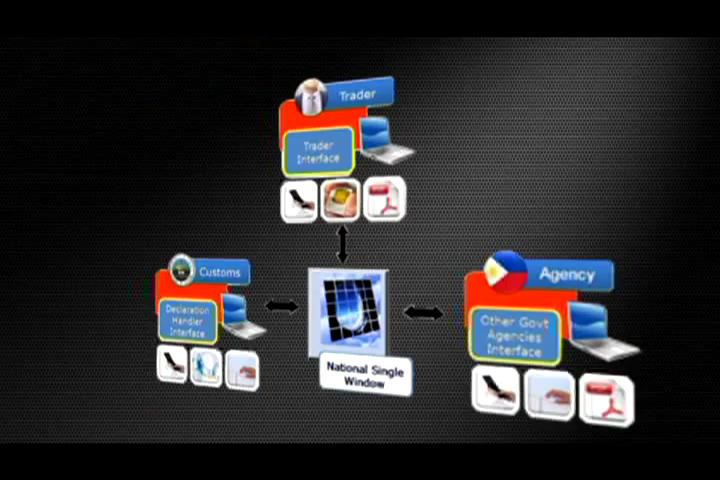 Trader
Trader
Interface
Customs
Declaration
Handler
Interface
Agency
Other Govt
Agencies
Interface
National Single
Window